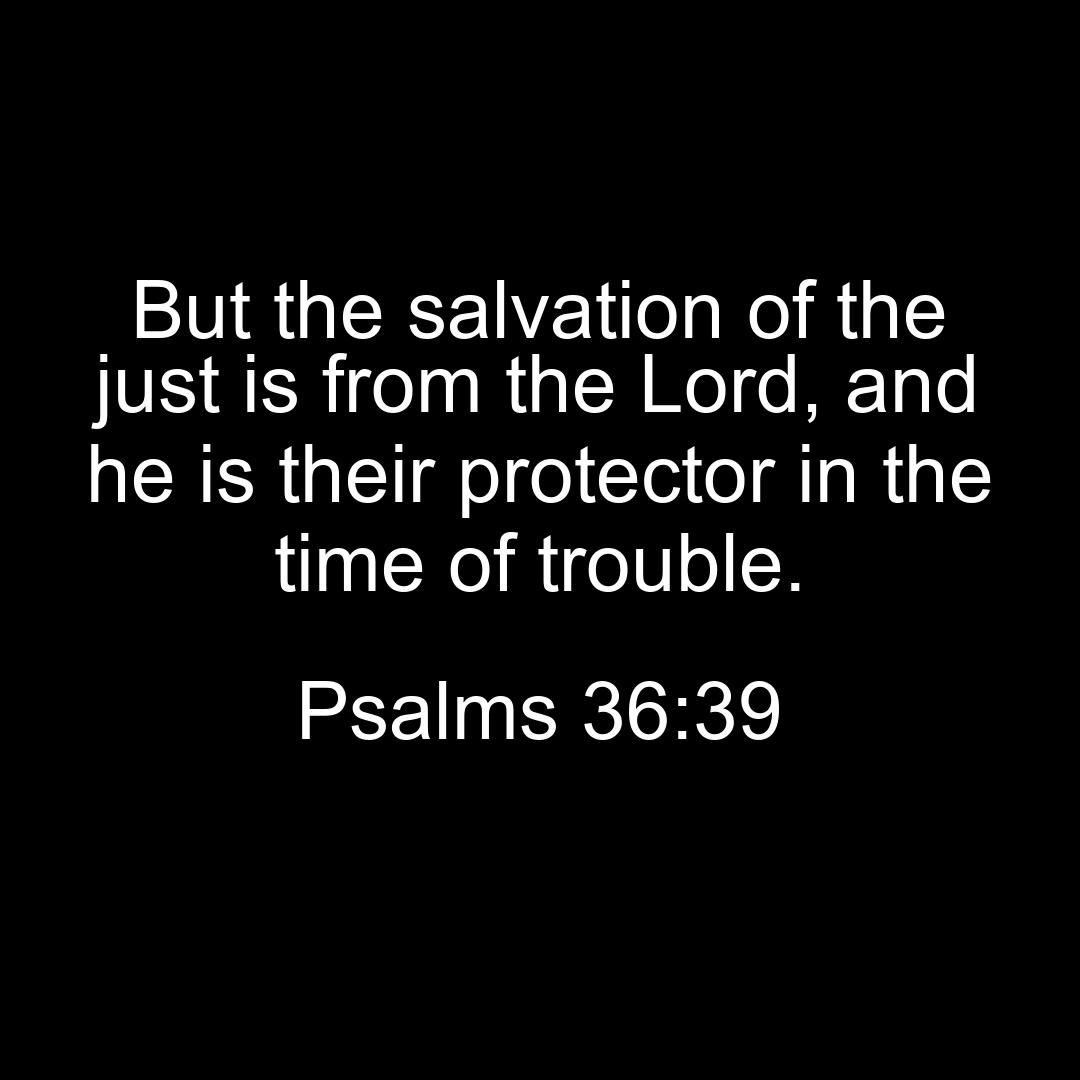 But the salvation of the
just is from the Lord, and
he is their protector in the
time of trouble.
Psalms 36:39